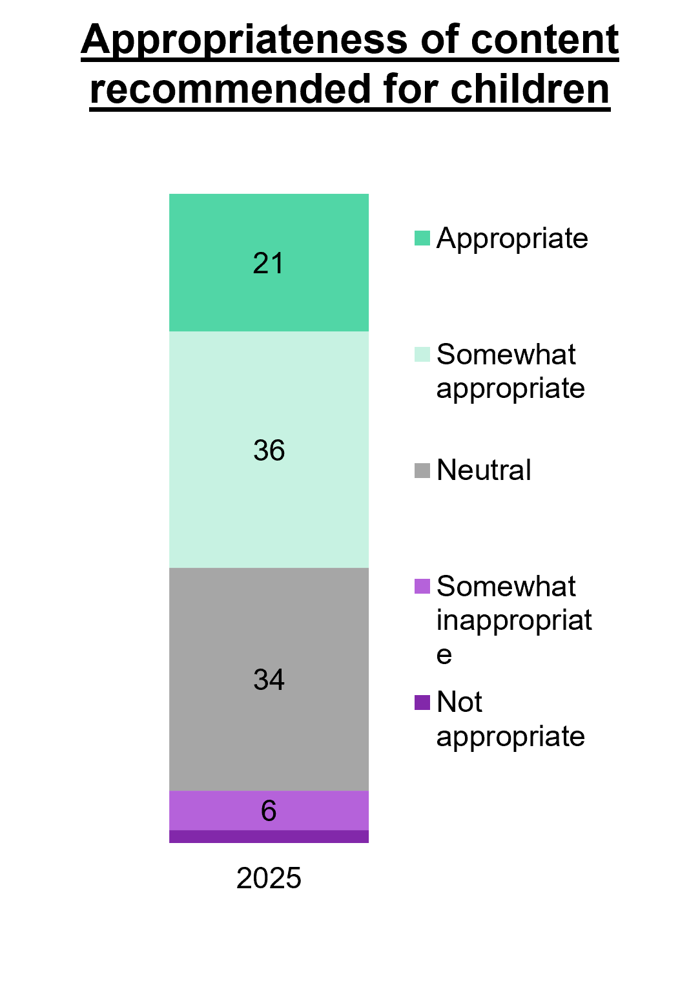 Appropriateness of content
recommended for children
21
36
34
6
2025
Appropriate
Somewhat
appropriate
Neutral
Somewhat
inappropriat
e
Not
appropriate